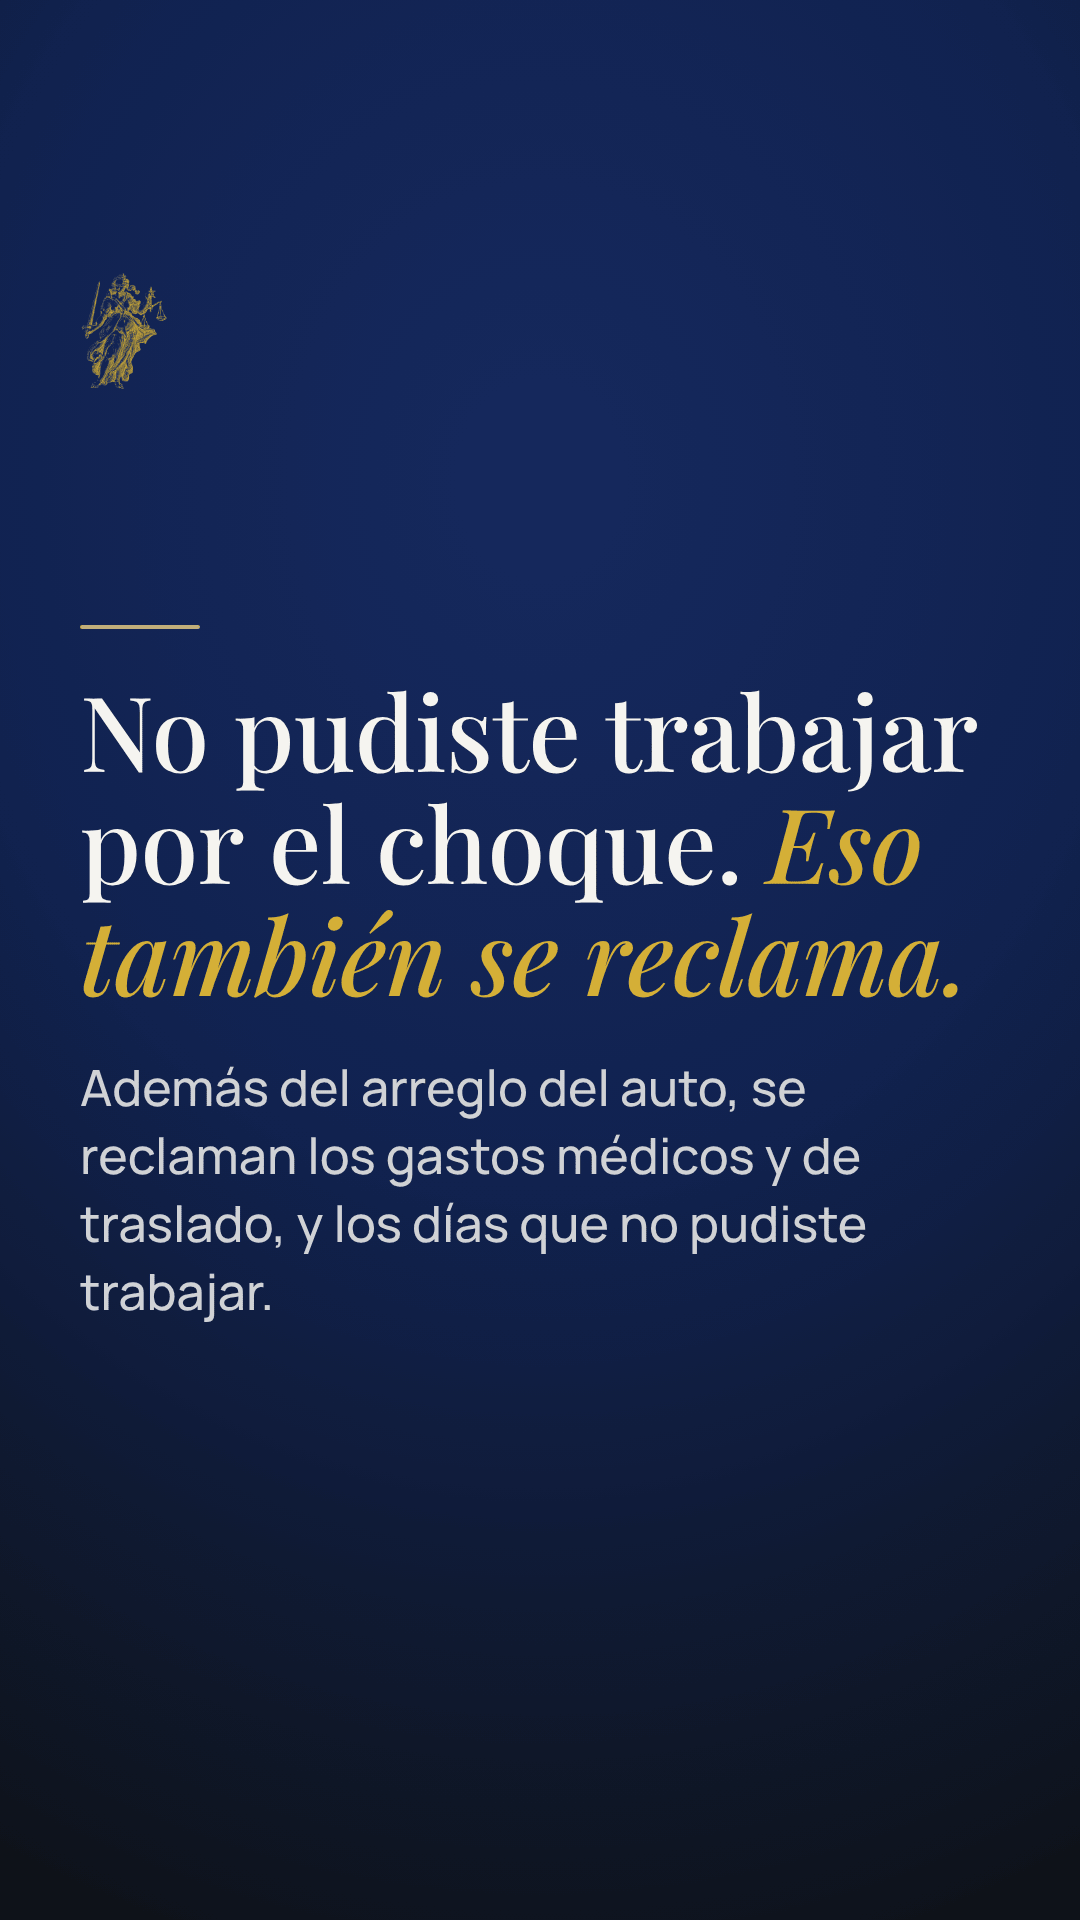 No pudiste trabajar
por el choque. Eso
también se reclama.
Además del arreglo del auto, se
reclaman los gastos médicos y de
traslado, y los días que no pudiste
trabajar.